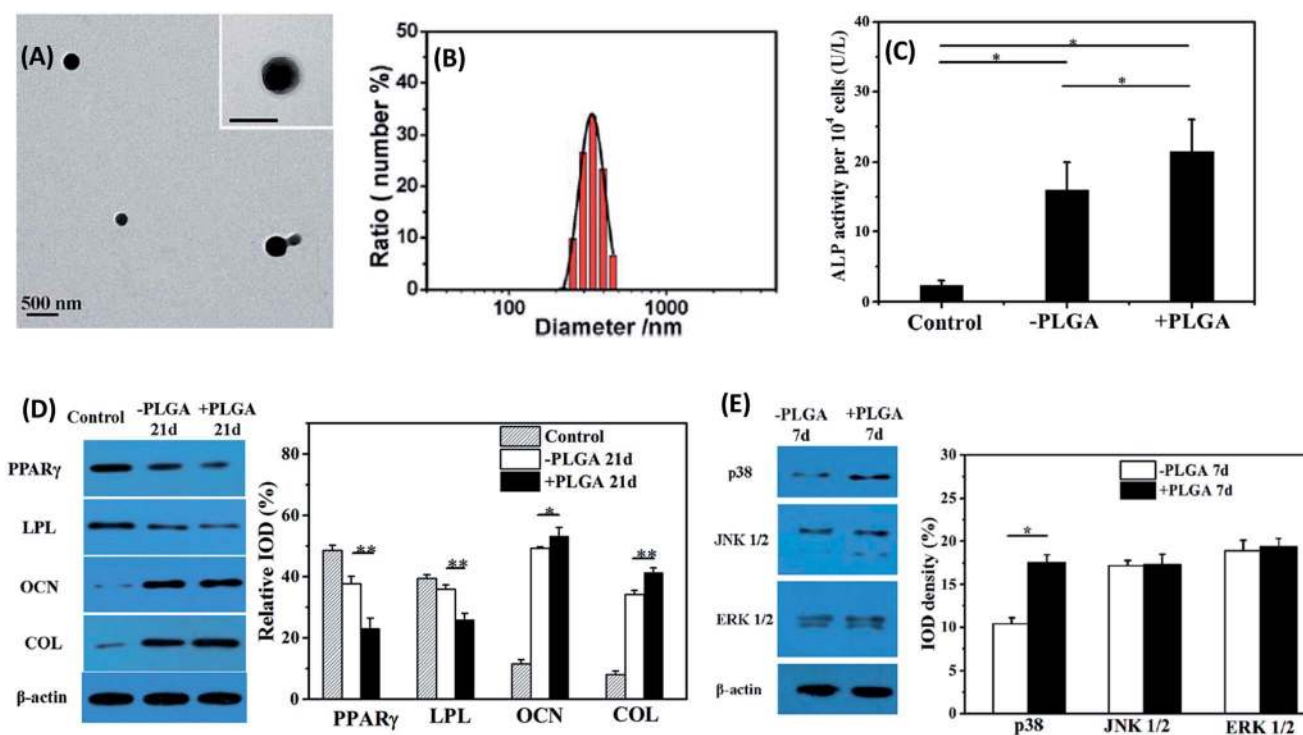 (A)
500 nm
(B)
Ratio ( number %)
50
40
30
20
10
0
100
1000
Diameter /nm
(C)
ALP activity per 10⁴ cells (U/L)
40
30
20
10
0
*
*
*
Control
-PLGA
+PLGA
(D)
Control
-PLGA
21d
+PLGA
21d
PPARγ
LPL
OCN
COL
β-actin
Relative IOD (%)
80
60
40
20
0
Control
-PLGA 21d
+PLGA 21d
**
**
*
**
PPARγ
LPL
OCN
COL
(E)
-PLGA
7d
+PLGA
7d
p38
JNK 1/2
ERK 1/2
β-actin
IOD density (%)
30
25
20
15
10
5
0
-PLGA 7d
+PLGA 7d
*
p38
JNK 1/2
ERK 1/2